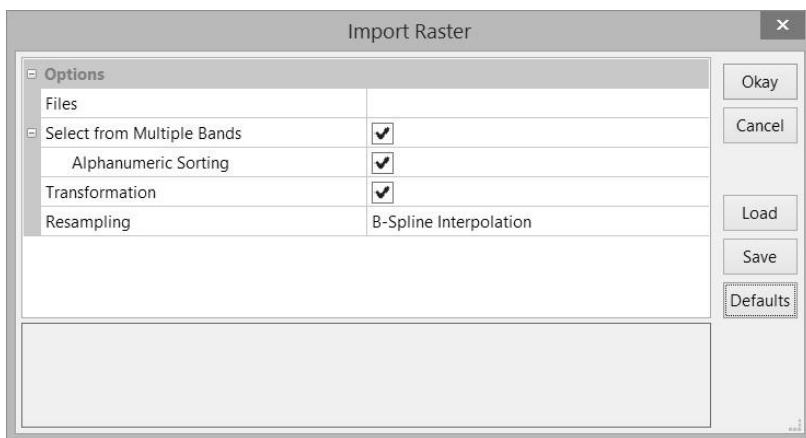 Import Raster
Options
Files
Select from Multiple Bands
Alphanumeric Sorting
Transformation
Resampling B-Spline Interpolation
Okay
Cancel
Load
Save
Defaults